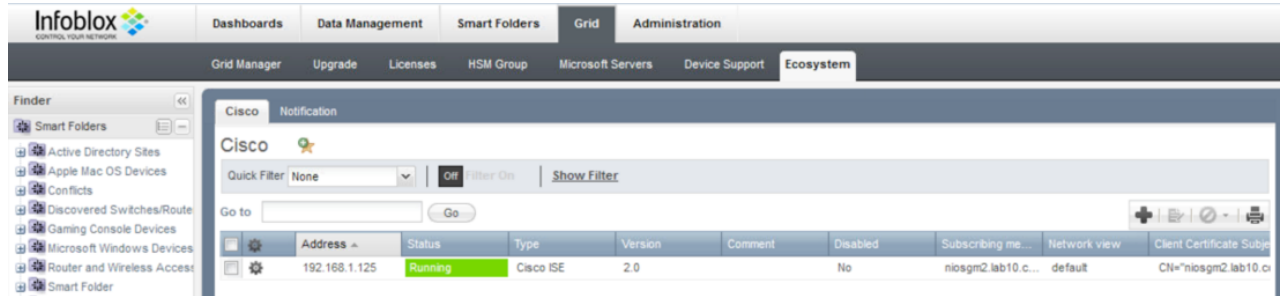 Infoblox
CONTROL YOUR NETWORK
Dashboards Data Management Smart Folders Grid Administration
Grid Manager Upgrade Licenses HSM Group Microsoft Servers Device Support Ecosystem
Finder
Smart Folders
Active Directory Sites
Apple Mac OS Devices
Conflicts
Discovered Switches/Route
Gaming Console Devices
Microsoft Windows Devices
Router and Wireless Access
Smart Folder
Cisco Notification
Cisco
Quick Filter None Off Filter On Show Filter
Go to Go
Address Status Type Version Comment Disabled Subscribing me... Network view Client Certificate Subje
192.168.1.125 Running Cisco ISE 2.0 No niosgm2.lab10.c... default CN="niosgm2.lab10.c